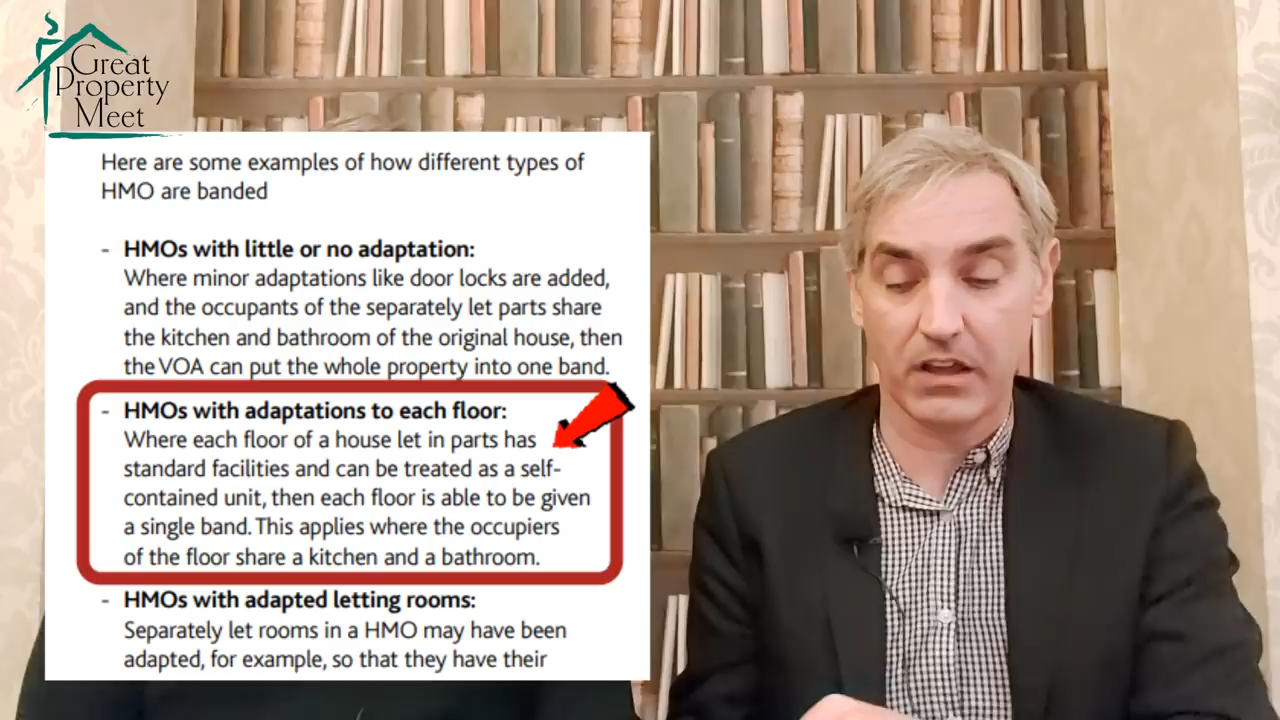 Great
Property
Meet
Here are some examples of how different types of
HMO are banded
- HMOs with little or no adaptation:
Where minor adaptations like door locks are added,
and the occupants of the separately let parts share
the kitchen and bathroom of the original house, then
the VOA can put the whole property into one band.
- HMOs with adaptations to each floor:
Where each floor of a house let in parts has
standard facilities and can be treated as a self-
contained unit, then each floor is able to be given
a single band. This applies where the occupiers
of the floor share a kitchen and a bathroom.
- HMOs with adapted letting rooms:
Separately let rooms in a HMO may have been
adapted, for example, so that they have their